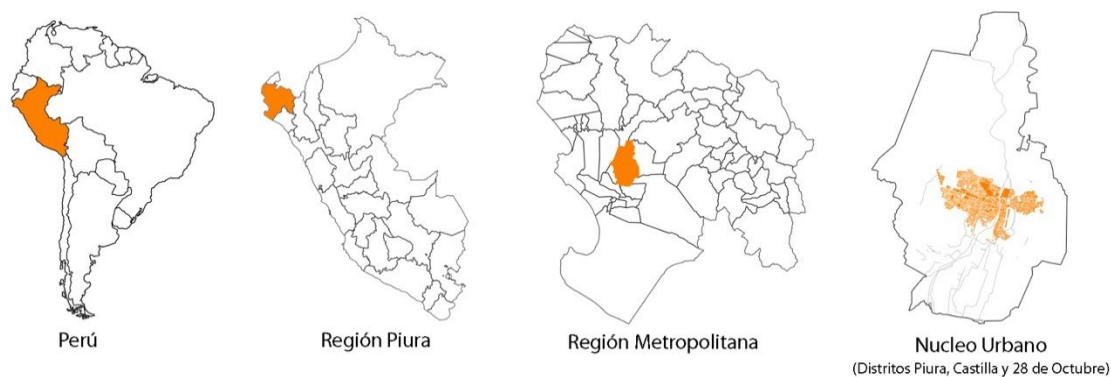 Perú
Región Piura
Región Metropolitana
Nucleo Urbano
(Distritos Piura, Castilla y 28 de Octubre)